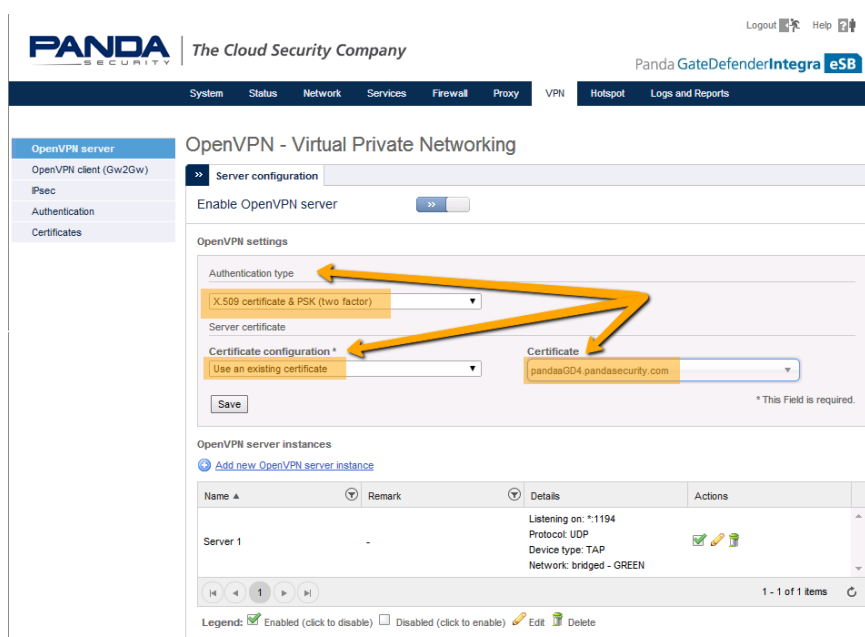 Logout Help
PANDA
SECURITY
The Cloud Security Company
Panda GateDefenderIntegra eSB
System Status Network Services Firewall Proxy VPN Hotspot Logs and Reports
OpenVPN server
OpenVPN client (Gw2Gw)
IPsec
Authentication
Certificates
OpenVPN - Virtual Private Networking
» Server configuration
Enable OpenVPN server »
OpenVPN settings
Authentication type
X.509 certificate & PSK (two factor)
Server certificate
Certificate configuration * Certificate
Use an existing certificate pandaaGD4.pandasecurity.com
Save * This Field is required.
OpenVPN server instances
Add new OpenVPN server instance
Name Remark Details Actions
Server 1 - Listening on: *:1194
Protocol: UDP
Device type: TAP
Network: bridged - GREEN
1 1 - 1 of 1 items
Legend: Enabled (click to disable) Disabled (click to enable) Edit Delete